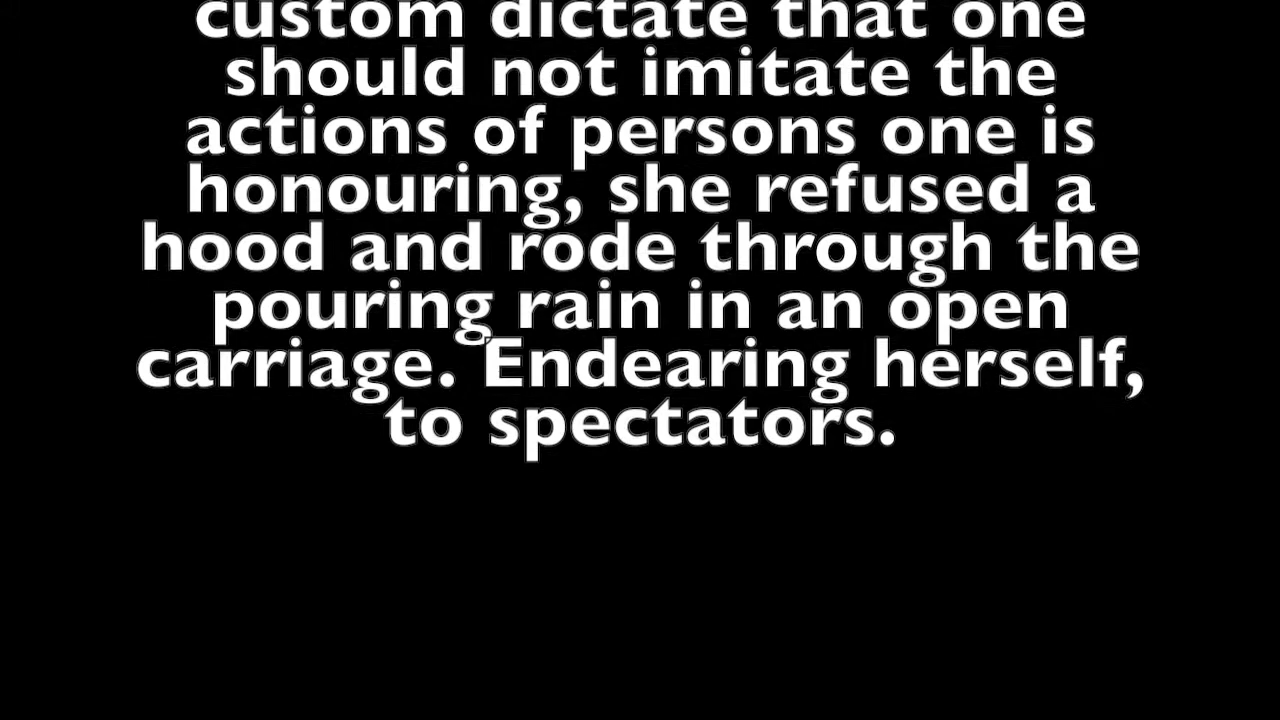 custom dictate that one
should not imitate the
actions of persons one is
honouring, she refused a
hood and rode through the
pouring rain in an open
carriage. Endearing herself,
to spectators.